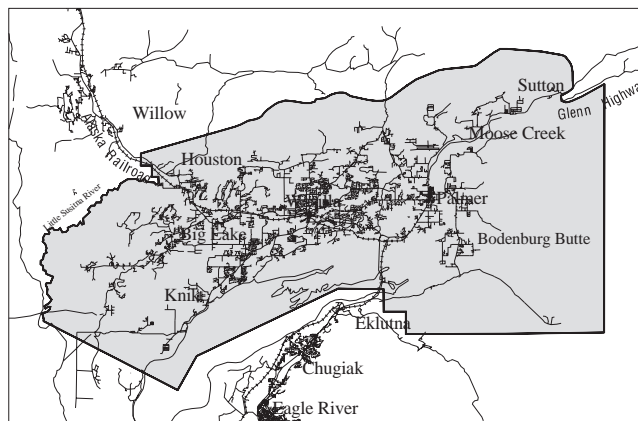 Sutton
Glenn Highway
Willow
Moose Creek
Alaska Railroad
Houston
Little Susitna River
Wasilla
Palmer
Big Lake
Bodenburg Butte
Knik
Eklutna
Chugiak
Eagle River